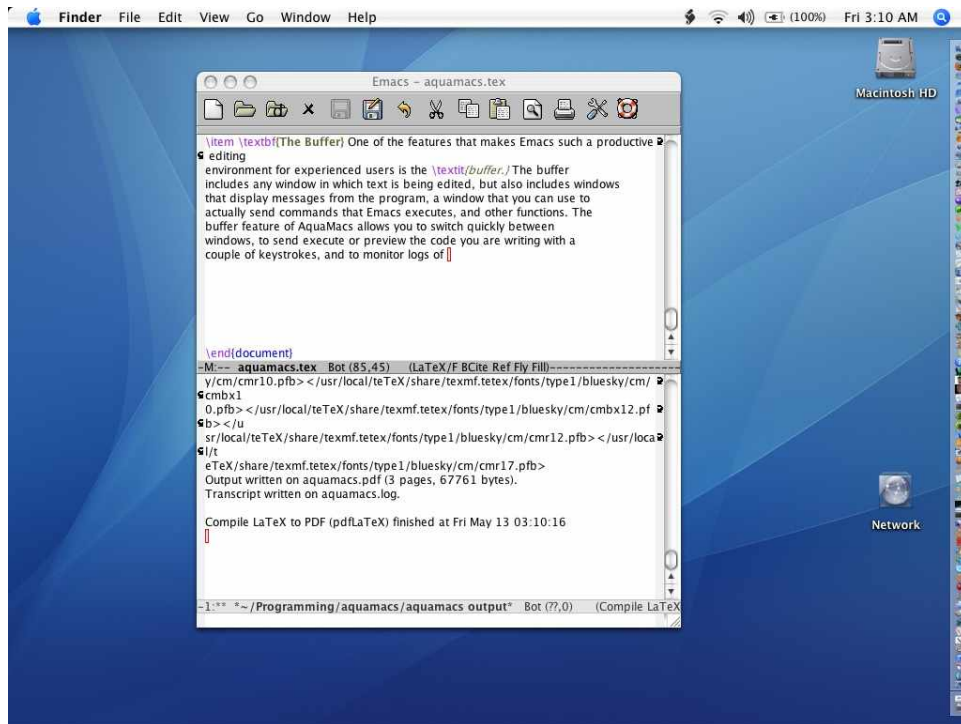 Finder File Edit View Go Window Help (100%) Fri 3:10 AM
Macintosh HD
Emacs – aquamacs.tex
\item \textbf{The Buffer} One of the features that makes Emacs such a productive
editing
environment for experienced users is the \textit{buffer.} The buffer
includes any window in which text is being edited, but also includes windows
that display messages from the program, a window that you can use to
actually send commands that Emacs executes, and other functions. The
buffer feature of AquaMacs allows you to switch quickly between
windows, to send execute or preview the code you are writing with a
couple of keystrokes, and to monitor logs of
\end{document}
-M:-- aquamacs.tex Bot (85,45) (LaTeX/F BCite Ref Fly Fill)-------------------
y/cm/cmr10.pfb></usr/local/teTeX/share/texmf.tetex/fonts/type1/bluesky/cm/
cmbx1
0.pfb></usr/local/teTeX/share/texmf.tetex/fonts/type1/bluesky/cm/cmbx12.pf
b></u
sr/local/teTeX/share/texmf.tetex/fonts/type1/bluesky/cm/cmr12.pfb></usr/loca
l/t
eTeX/share/texmf.tetex/fonts/type1/bluesky/cm/cmr17.pfb>
Output written on aquamacs.pdf (3 pages, 67761 bytes).
Transcript written on aquamacs.log.
Compile LaTeX to PDF (pdfLaTeX) finished at Fri May 13 03:10:16
-1:** *~/Programming/aquamacs/aquamacs output* Bot (??,0) (Compile LaTeX
Network